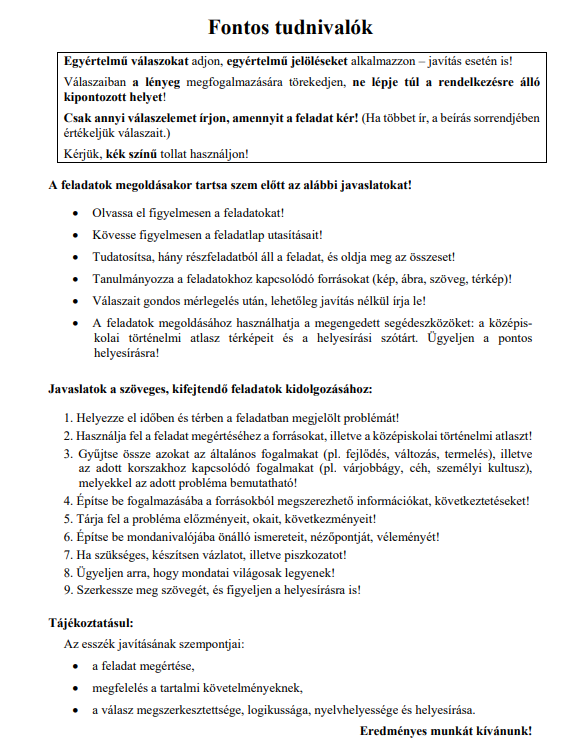 Fontos tudnivalók
Egyértelmű válaszokat adjon, egyértelmű jelöléseket alkalmazzon – javítás esetén is!
Válaszaiban a lényeg megfogalmazására törekedjen, ne lépje túl a rendelkezésre álló
kipontozott helyet!
Csak annyi válaszelemet írjon, amennyit a feladat kér! (Ha többet ír, a beírás sorrendjében
értékeljük válaszait.)
Kérjük, kék színű tollat használjon!
A feladatok megoldásakor tartsa szem előtt az alábbi javaslatokat!
• Olvassa el figyelmesen a feladatokat!
• Kövesse figyelmesen a feladatlap utasításait!
• Tudatosítsa, hány részfeladatból áll a feladat, és oldja meg az összeset!
• Tanulmányozza a feladatokhoz kapcsolódó forrásokat (kép, ábra, szöveg, térkép)!
• Válaszait gondos mérlegelés után, lehetőleg javítás nélkül írja le!
• A feladatok megoldásához használhatja a megengedett segédeszközöket: a középis-
kolai történelmi atlasz térképeit és a helyesírási szótárt. Ügyeljen a pontos
helyesírásra!
Javaslatok a szöveges, kifejtendő feladatok kidolgozásához:
1. Helyezze el időben és térben a feladatban megjelölt problémát!
2. Használja fel a feladat megértéséhez a forrásokat, illetve a középiskolai történelmi atlaszt!
3. Gyűjtse össze azokat az általános fogalmakat (pl. fejlődés, változás, termelés), illetve
az adott korszakhoz kapcsolódó fogalmakat (pl. várjobbágy, céh, személyi kultusz),
melyekkel az adott probléma bemutatható!
4. Építse be fogalmazásába a forrásokból megszerezhető információkat, következtetéseket!
5. Tárja fel a probléma előzményeit, okait, következményeit!
6. Építse be mondanivalójába önálló ismereteit, nézőpontját, véleményét!
7. Ha szükséges, készítsen vázlatot, illetve piszkozatot!
8. Ügyeljen arra, hogy mondatai világosak legyenek!
9. Szerkessze meg szövegét, és figyeljen a helyesírásra is!
Tájékoztatásul:
Az esszék javításának szempontjai:
• a feladat megértése,
• megfelelés a tartalmi követelményeknek,
• a válasz megszerkesztettsége, logikussága, nyelvhelyessége és helyesírása.
Eredményes munkát kívánunk!